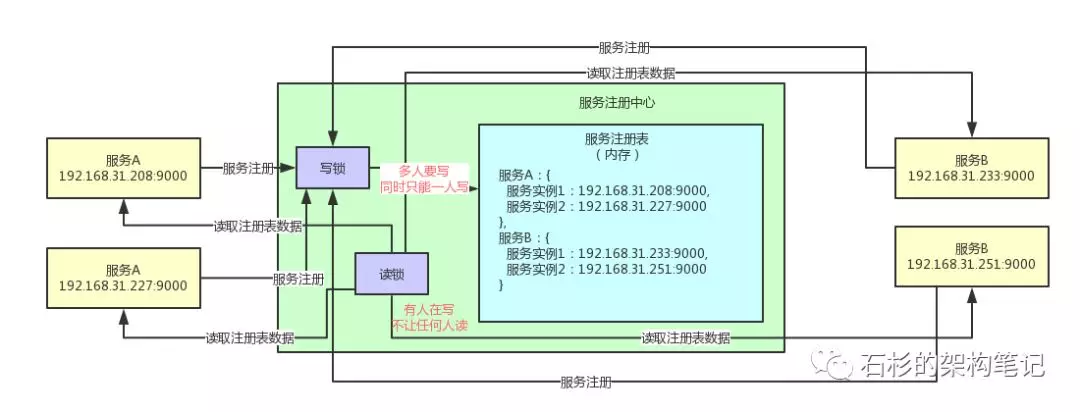 服务注册
读取注册表数据
服务注册中心
服务A
192.168.31.208:9000
服务注册
写锁
多人要写
同时只能一人写
服务注册表
（内存）
服务A：{
服务实例1：192.168.31.208:9000,
服务实例2：192.168.31.227:9000
},
服务B：{
服务实例1：192.168.31.233:9000,
服务实例2：192.168.31.251:9000
}
服务B
192.168.31.233:9000
读取注册表数据
服务A
192.168.31.227:9000
服务注册
读锁
有人在写
不让任何人读
服务B
192.168.31.251:9000
读取注册表数据
读取注册表数据
服务注册
石杉的架构笔记